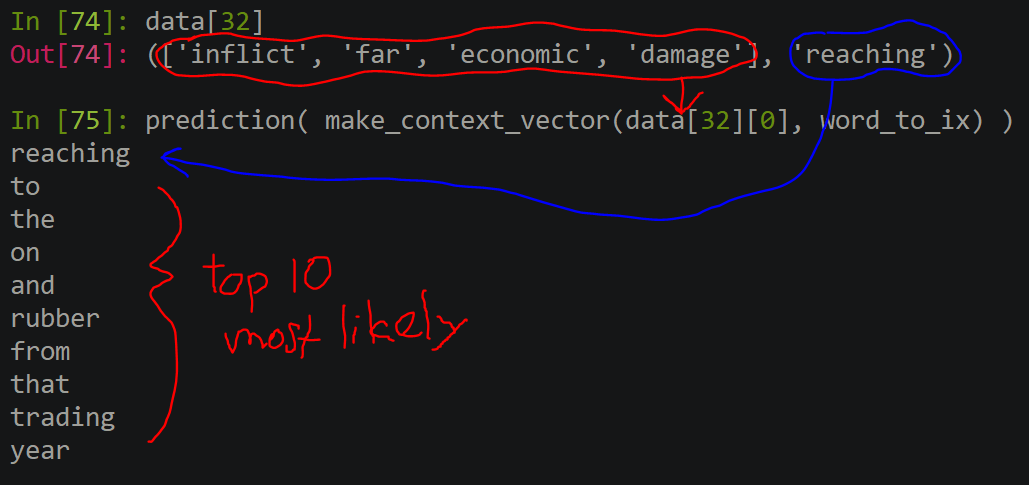 In [74]: data[32]
Out[74]: (['inflict', 'far', 'economic', 'damage'], 'reaching')
In [75]: prediction( make_context_vector(data[32][0], word_to_ix) )
reaching
to
the
on
and
rubber
from
that
trading
year
top 10
most likely